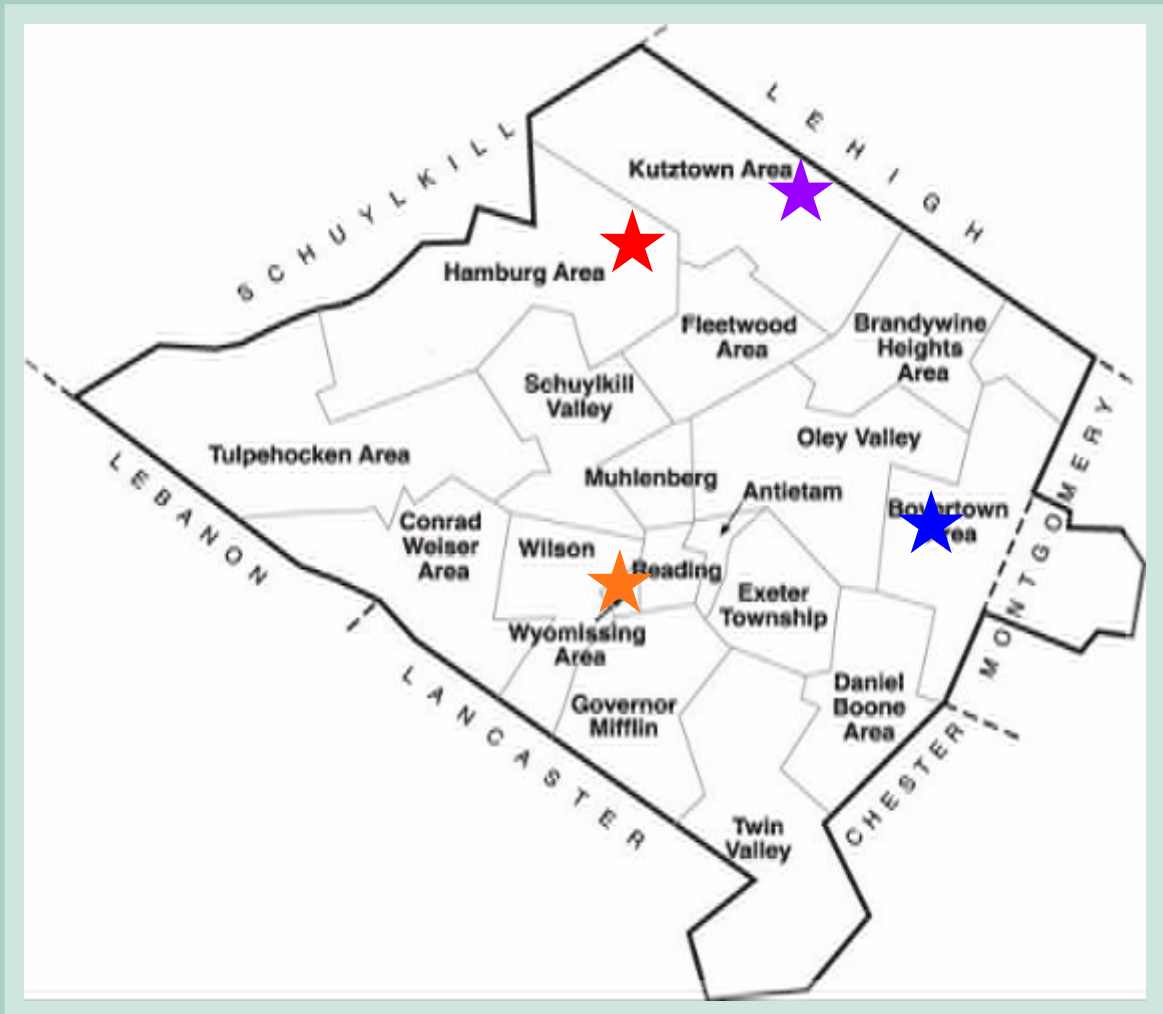 LEHIGH
SCHUYLKILL
Kutztown Area
Hamburg Area
Fleetwood
Area
Brandywine
Heights
Area
Schuylkill
Valley
Oley Valley
Tulpehocken Area
Muhlenberg
Antietam
MONTGOMERY
LEBANON
Conrad
Weiser
Area
Wilson
Reading
Exeter
Township
Wyomissing
Area
Daniel
Boone
Area
Governor
Mifflin
LANCASTER
CHESTER
Twin
Valley